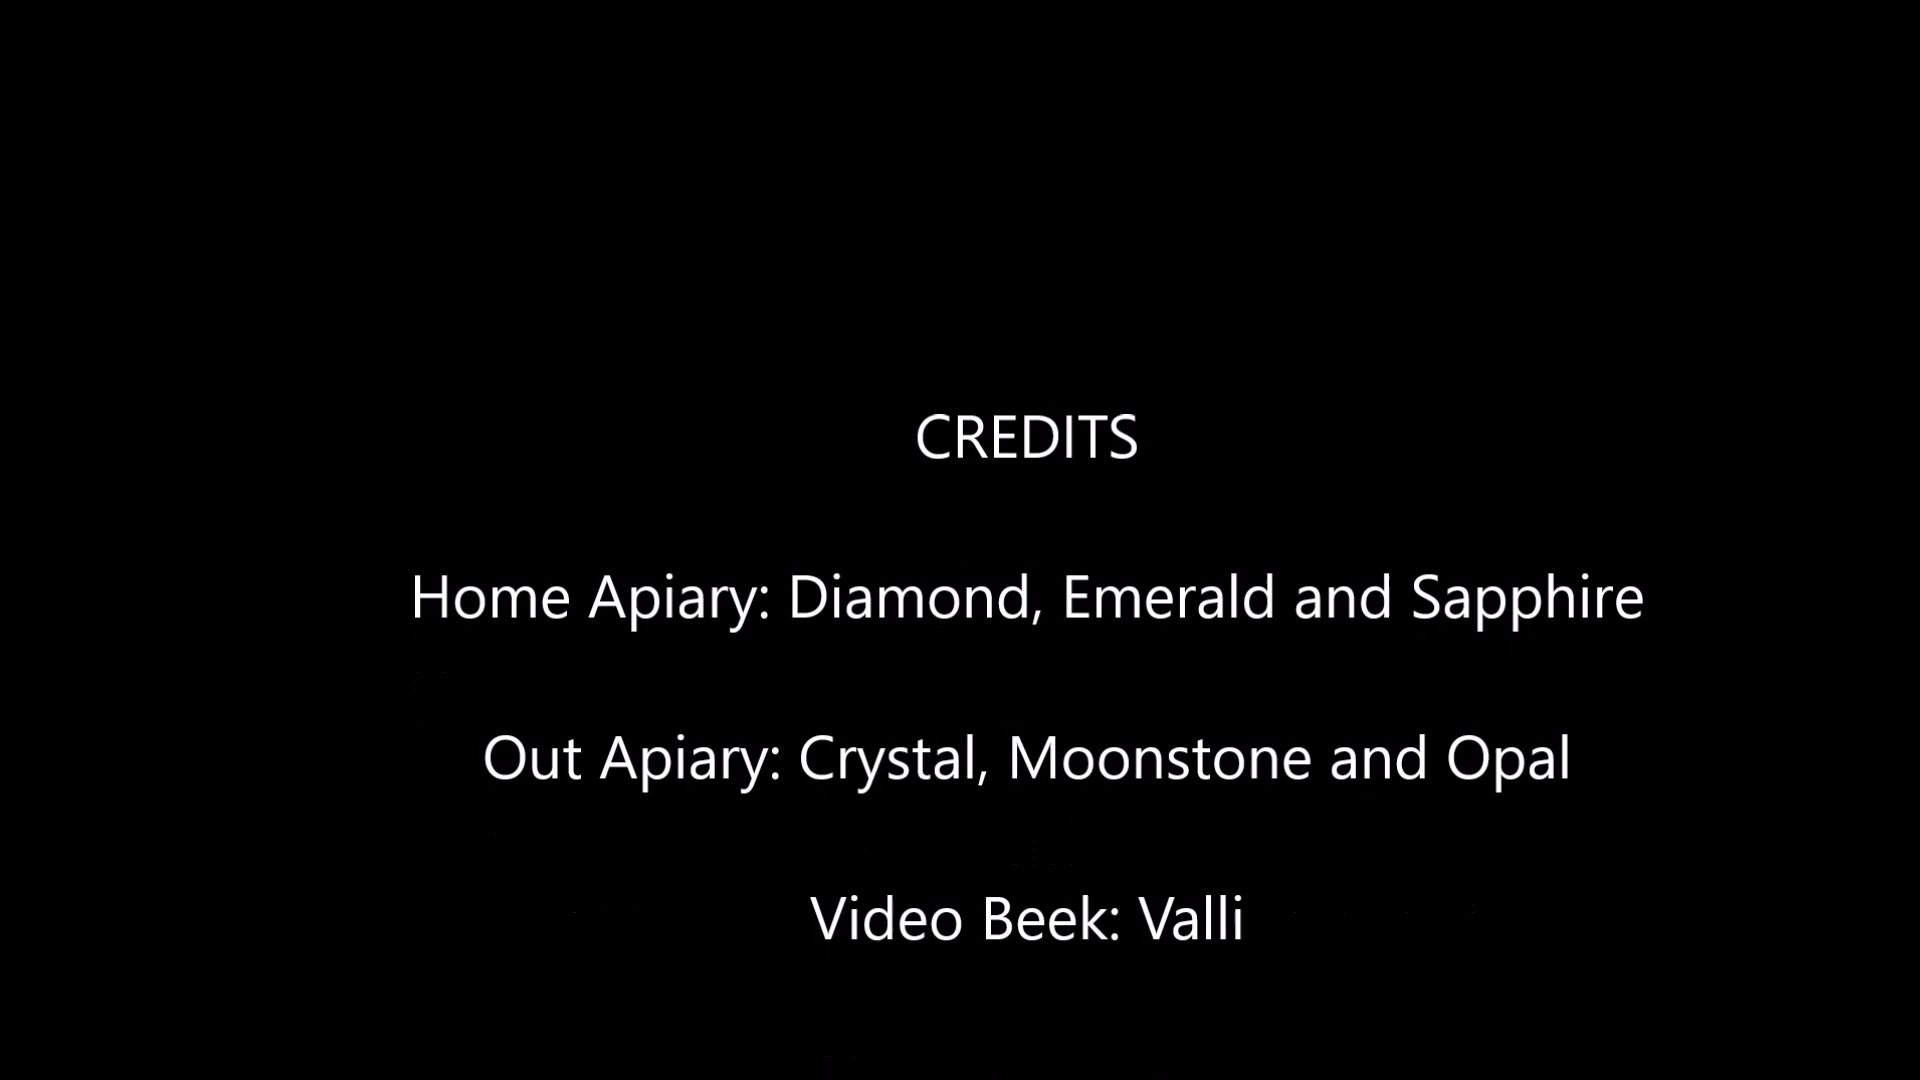 CREDITS
Home Apiary: Diamond, Emerald and Sapphire
Out Apiary: Crystal, Moonstone and Opal
Video Beek: Valli